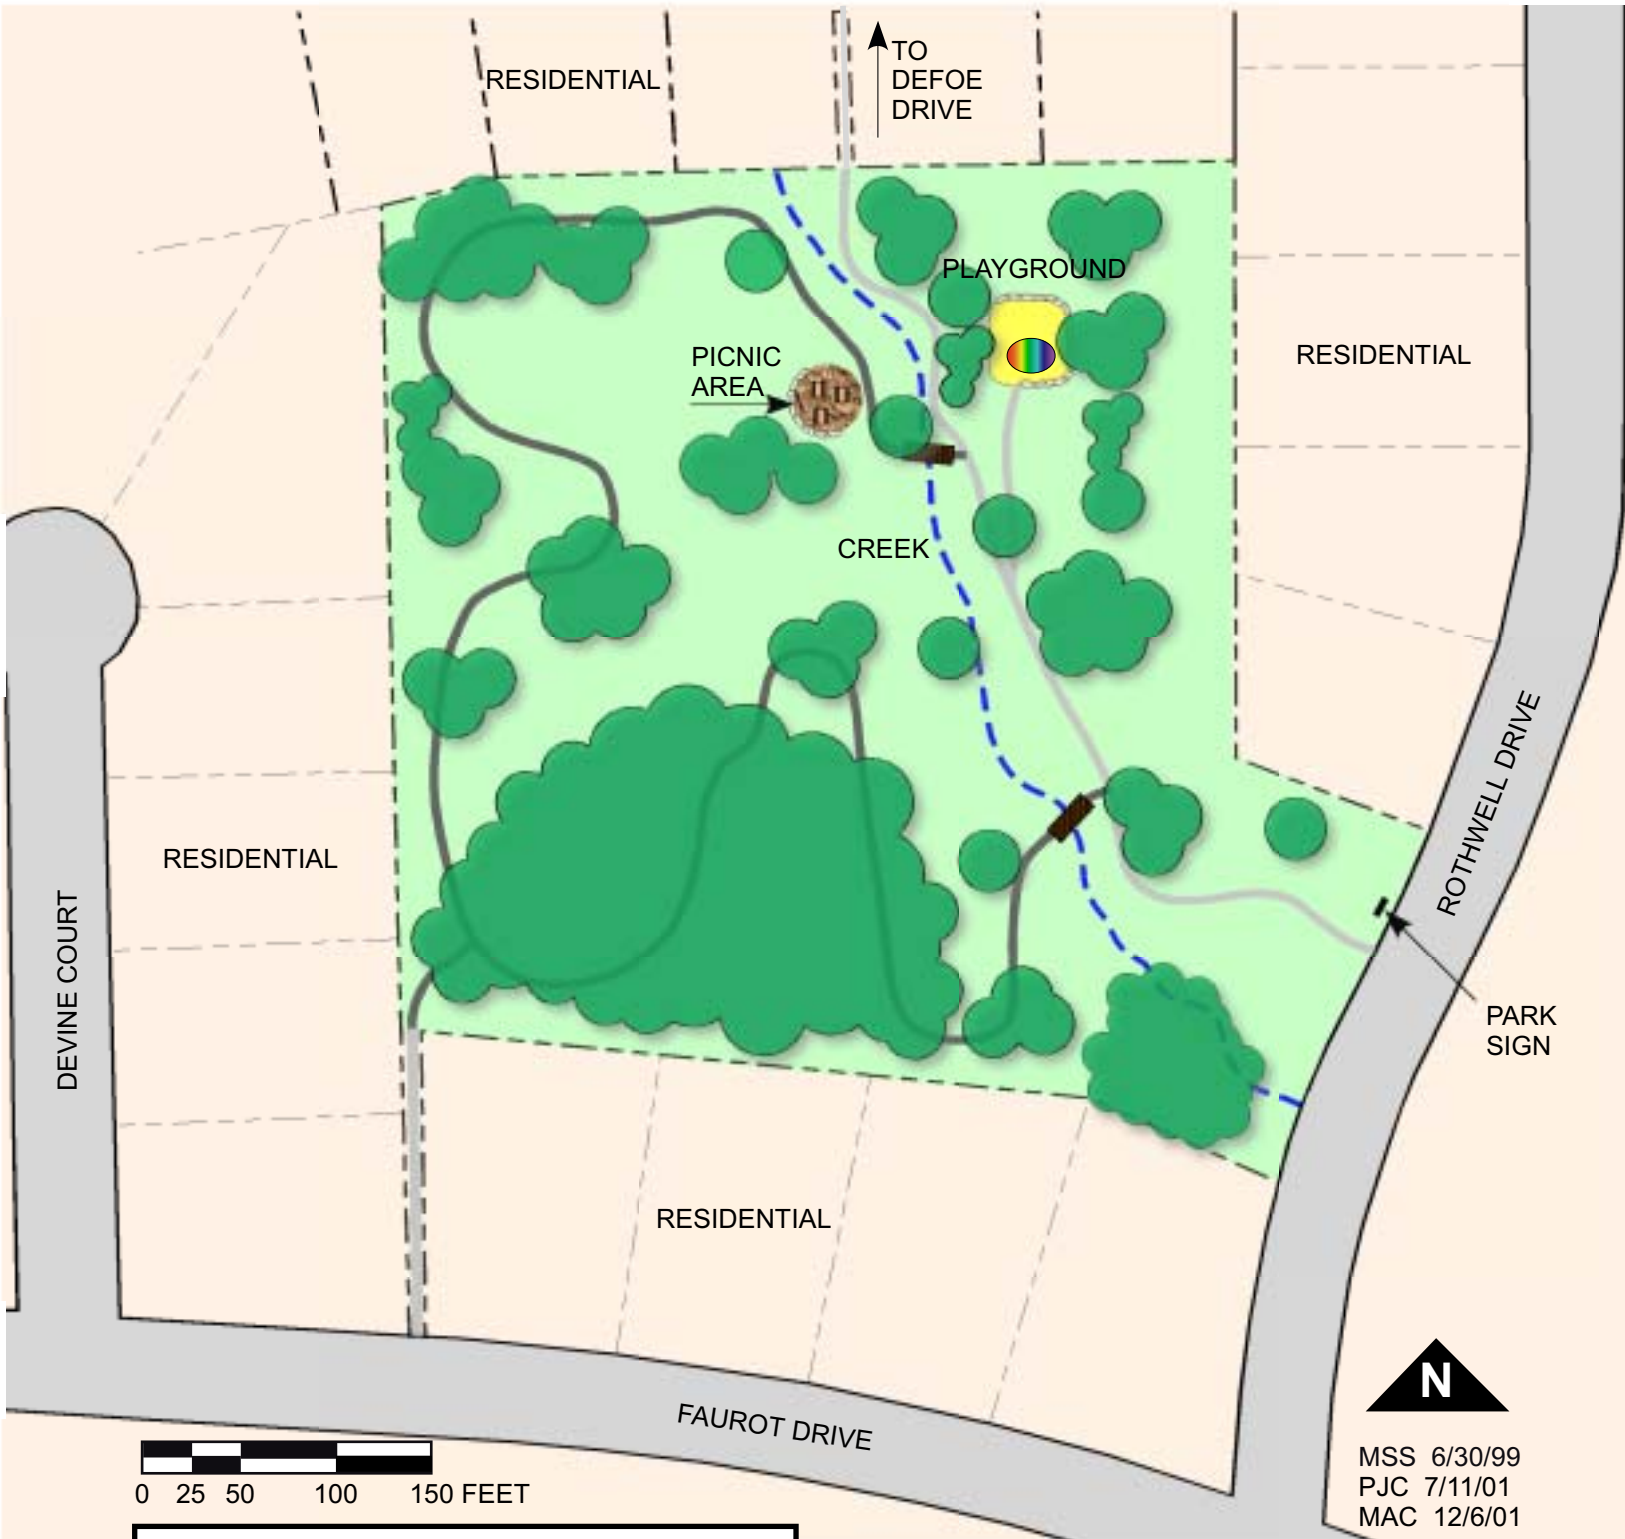 RESIDENTIAL
TO
DEFOE
DRIVE
PLAYGROUND
PICNIC
AREA
RESIDENTIAL
CREEK
ROTHWELL DRIVE
RESIDENTIAL
DEVINE COURT
PARK
SIGN
RESIDENTIAL
FAUROT DRIVE
N
0 25 50 100 150 FEET
MSS 6/30/99
PJC 7/11/01
MAC 12/6/01